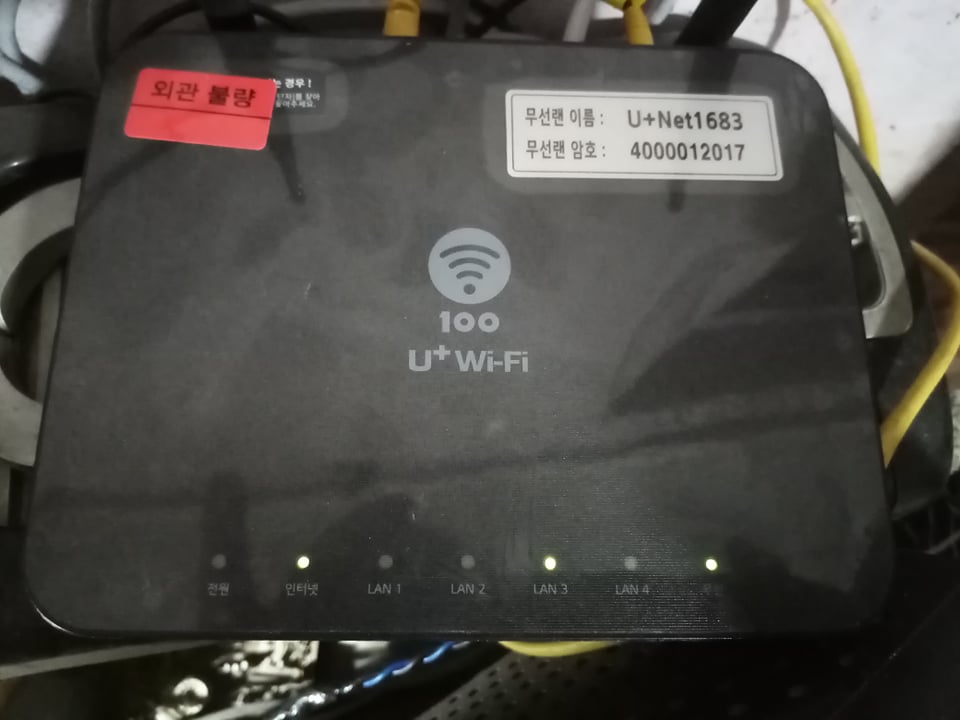 외관 불량
는 경우 !
무선랜 이름 : U+Net1683
무선랜 암호 : 4000012017
100
U+ Wi-Fi
전원 인터넷 LAN 1 LAN 2 LAN 3 LAN 4